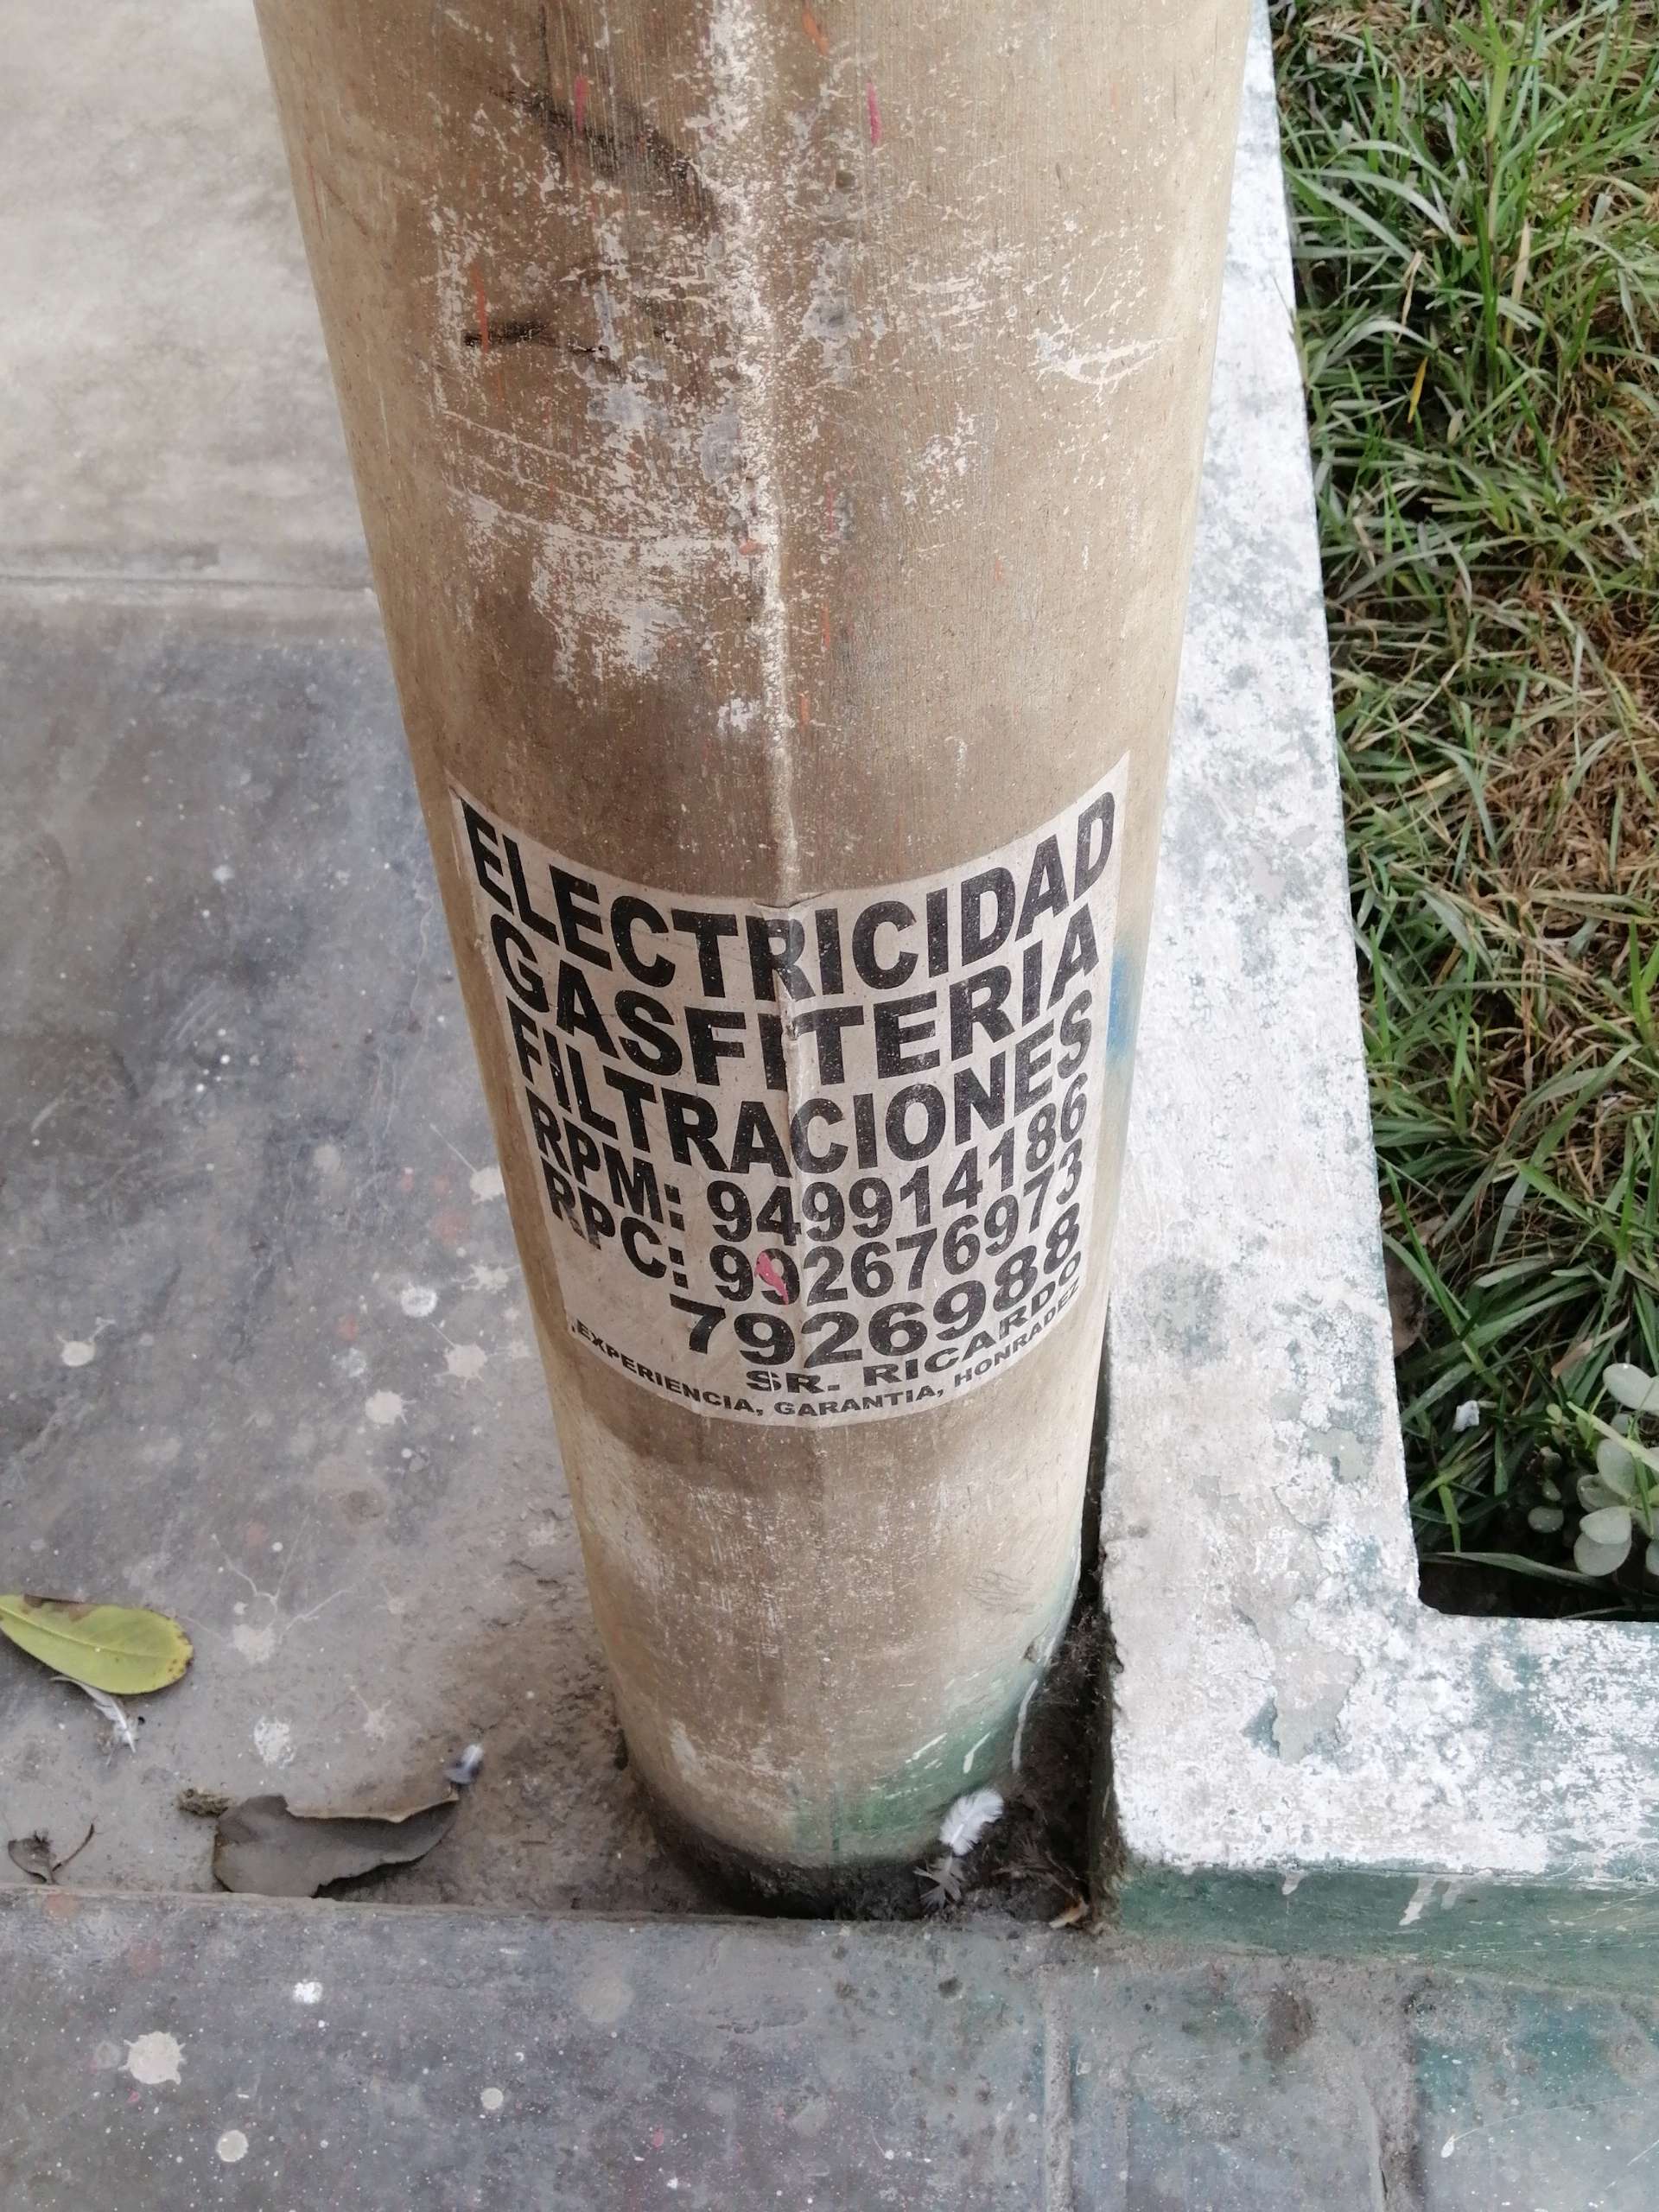 ELECTRICIDAD
GASFITERIA
FILTRACIONES
RPM: 949914186
RPC: 992676973
7926988
SR. RICARDO
.EXPERIENCIA, GARANTIA, HONRADEZ